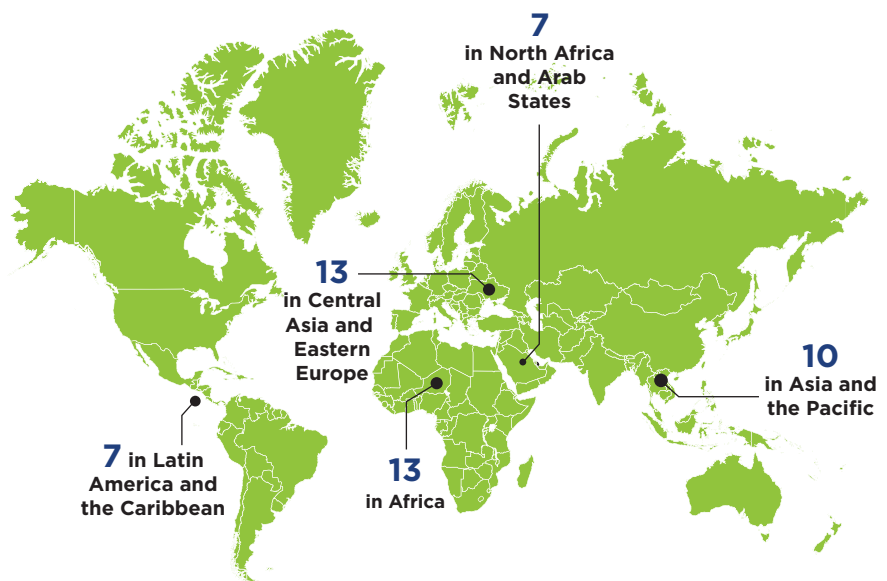 7
in North Africa
and Arab
States
13
in Central
Asia and
Eastern
Europe
10
in Asia and
the Pacific
7 in Latin
America and
the Caribbean
13
in Africa